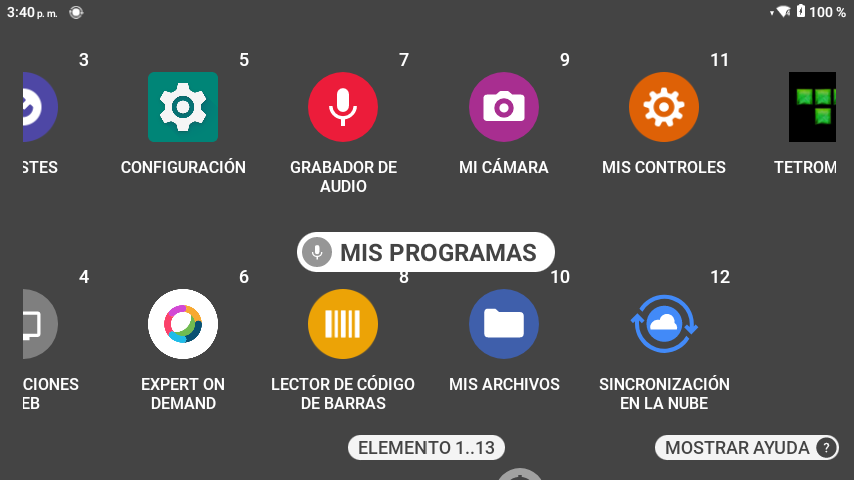 3:40 p. m.
100 %
3
5
7
9
11
STES
CONFIGURACIÓN
GRABADOR DE
AUDIO
MI CÁMARA
MIS CONTROLES
TETROM
MIS PROGRAMAS
4
6
8
10
12
CIONES
EB
EXPERT ON
DEMAND
LECTOR DE CÓDIGO
DE BARRAS
MIS ARCHIVOS
SINCRONIZACIÓN
EN LA NUBE
ELEMENTO 1..13
MOSTRAR AYUDA ?